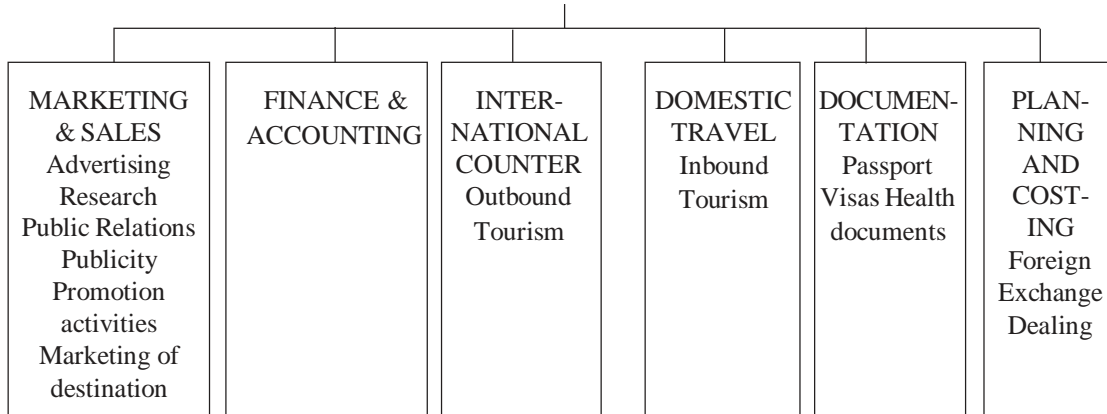 MARKETING
& SALES
Advertising
Research
Public Relations
Publicity
Promotion
activities
Marketing of
destination
FINANCE &
ACCOUNTING
INTER-
NATIONAL
COUNTER
Outbound
Tourism
DOMESTIC
TRAVEL
Inbound
Tourism
DOCUMEN-
TATION
Passport
Visas Health
documents
PLAN-
NING
AND
COST-
ING
Foreign
Exchange
Dealing